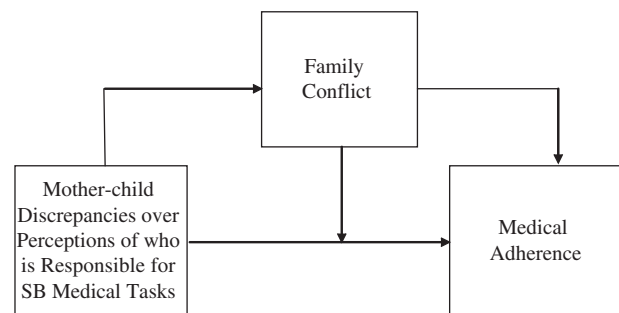 Family
Conflict
Mother-child
Discrepancies over
Perceptions of who
is Responsible for
SB Medical Tasks
Medical
Adherence